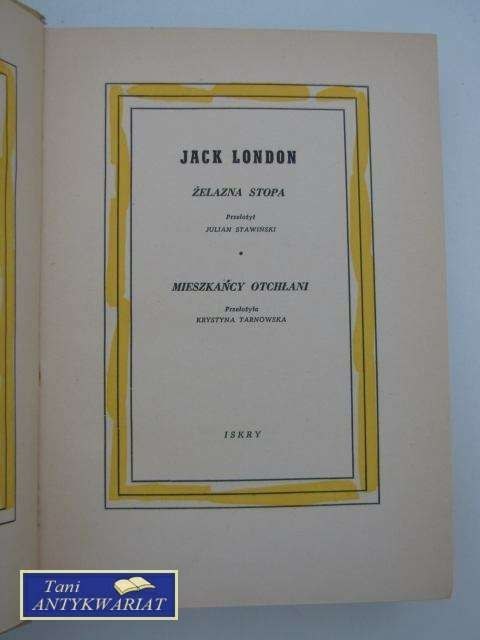 JACK LONDON
ŻELAZNA STOPA
Przełożył
JULIAN STAWIŃSKI
•
MIESZKAŃCY OTCHŁANI
Przełożyła
KRYSTYNA TARNOWSKA
ISKRY
Tani
ANTYKWARIAT